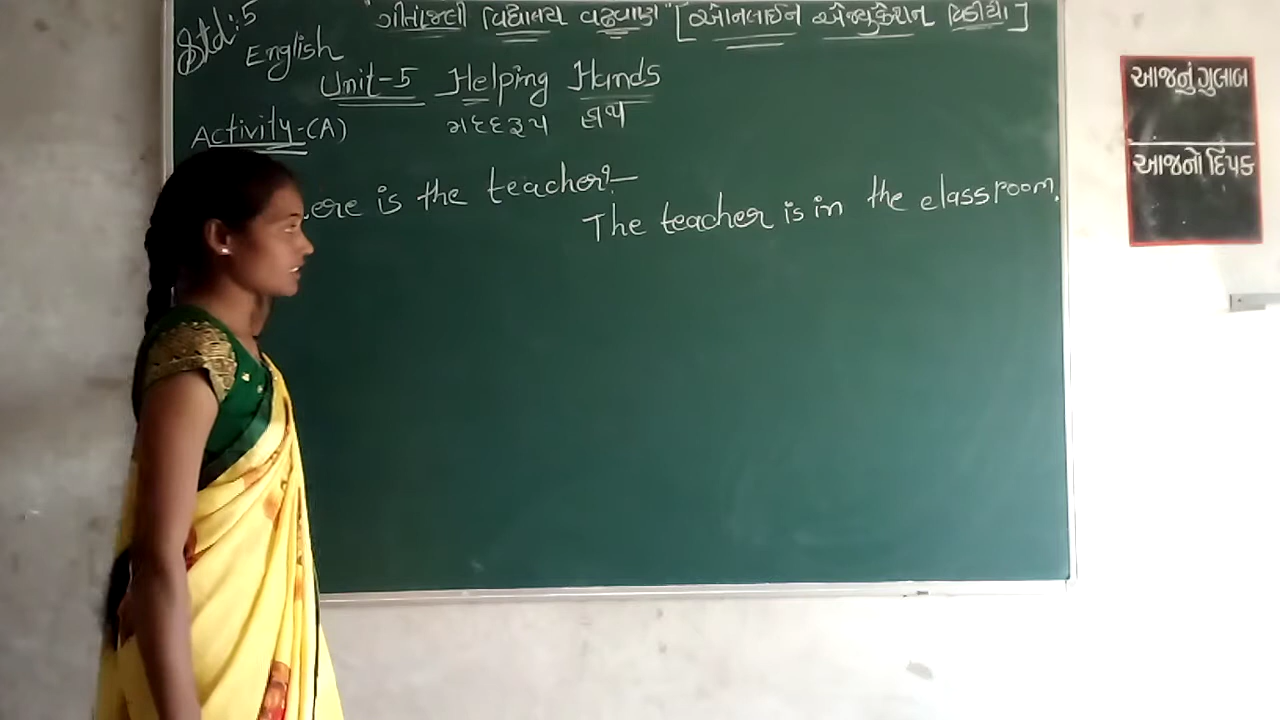 Std:5
ગીતાંજલી વિદ્યાલય વઢવાણ [ઓનલાઈન એજ્યુકેશન વિડીયો]
English
Unit-5 Helping Hands
મદદરૂપ હાથ
Activity-(A)
ere is the teacher?-
The teacher is in the classroom.
આજનું ગુલાબ
આજનો દિપક